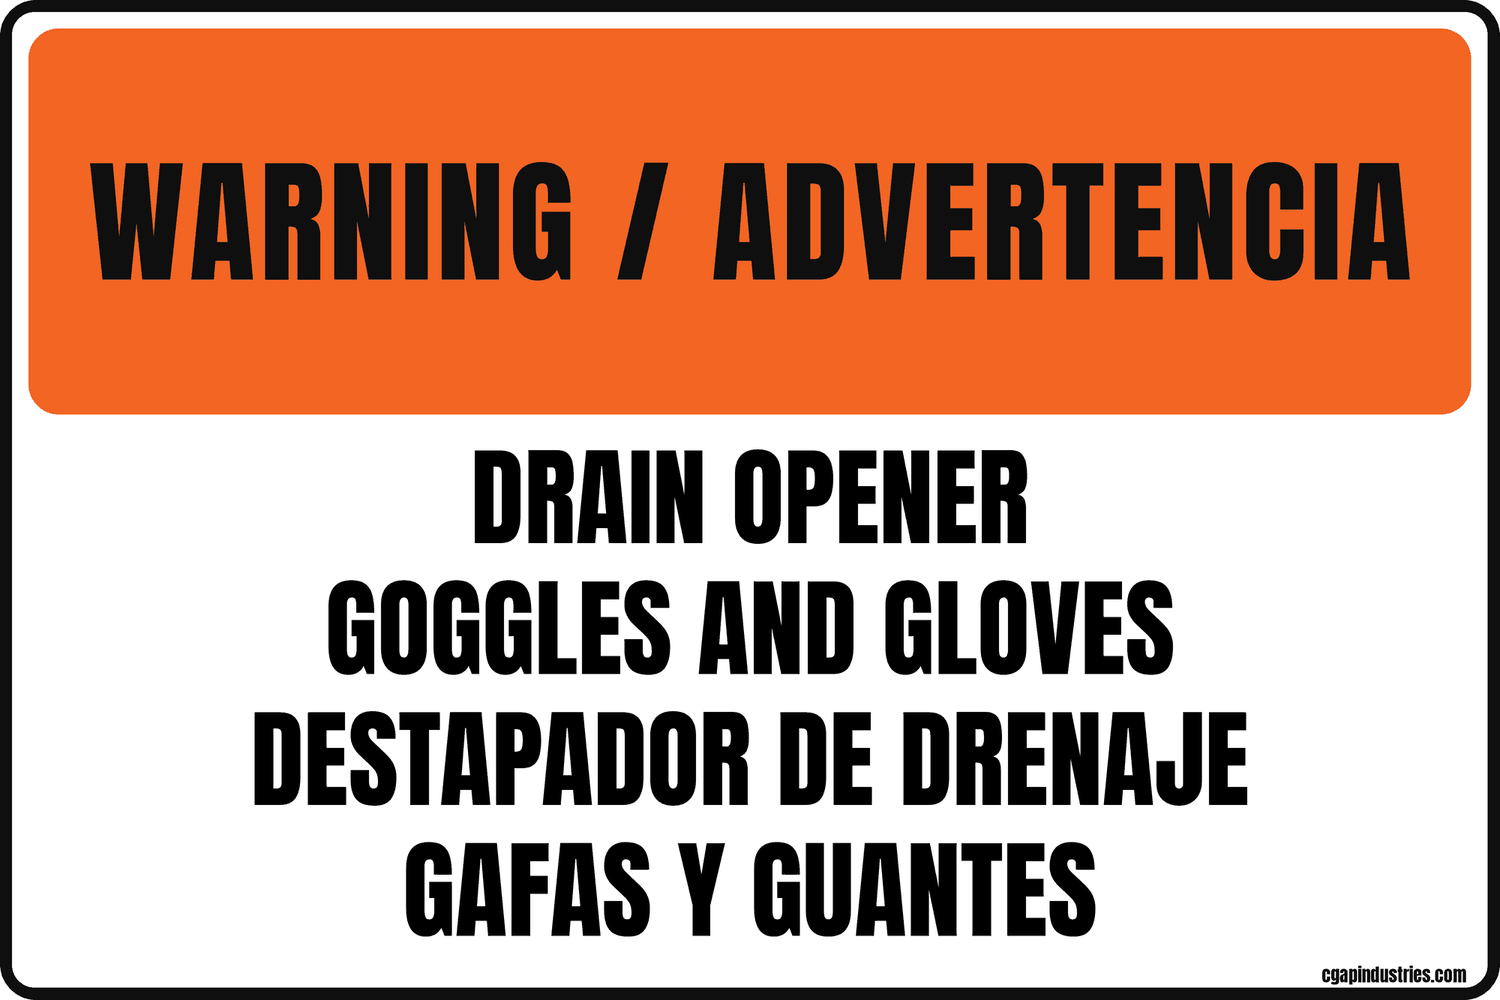 WARNING / ADVERTENCIA
DRAIN OPENER
GOGGLES AND GLOVES
DESTAPADOR DE DRENAJE
GAFAS Y GUANTES
cgapindustries.com